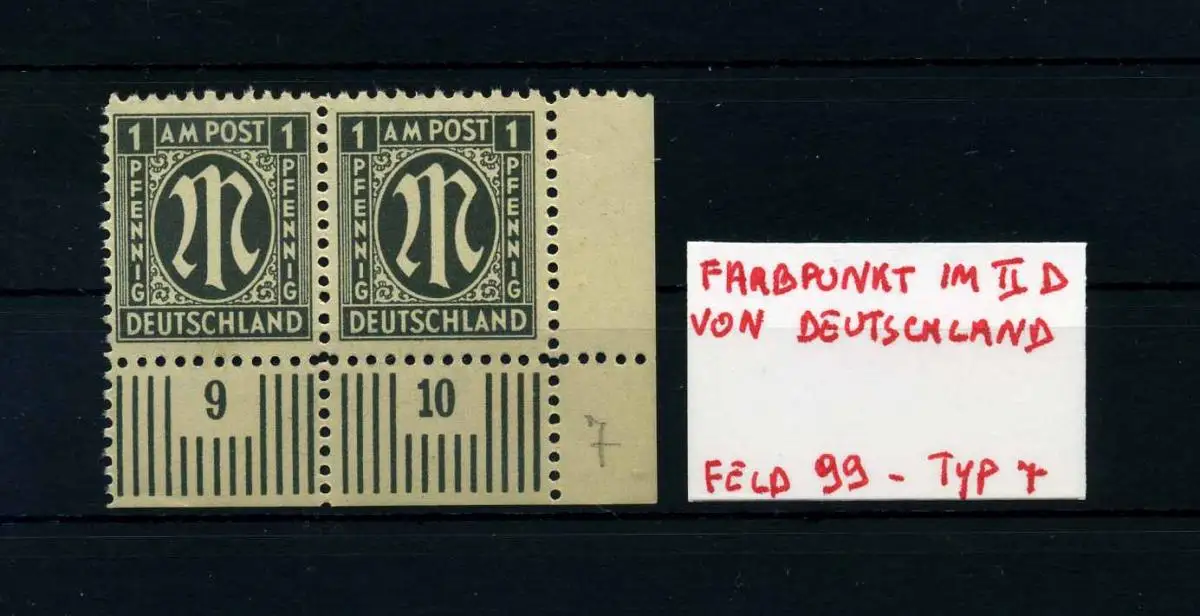 1 AM POST 1
PFENNIG PFENNIG
DEUTSCHLAND
1 AM POST 1
PFENNIG PFENNIG
DEUTSCHLAND
9
10
7
FARBPUNKT IM II D
VON DEUTSCHLAND
FELD 99 - TYP 7